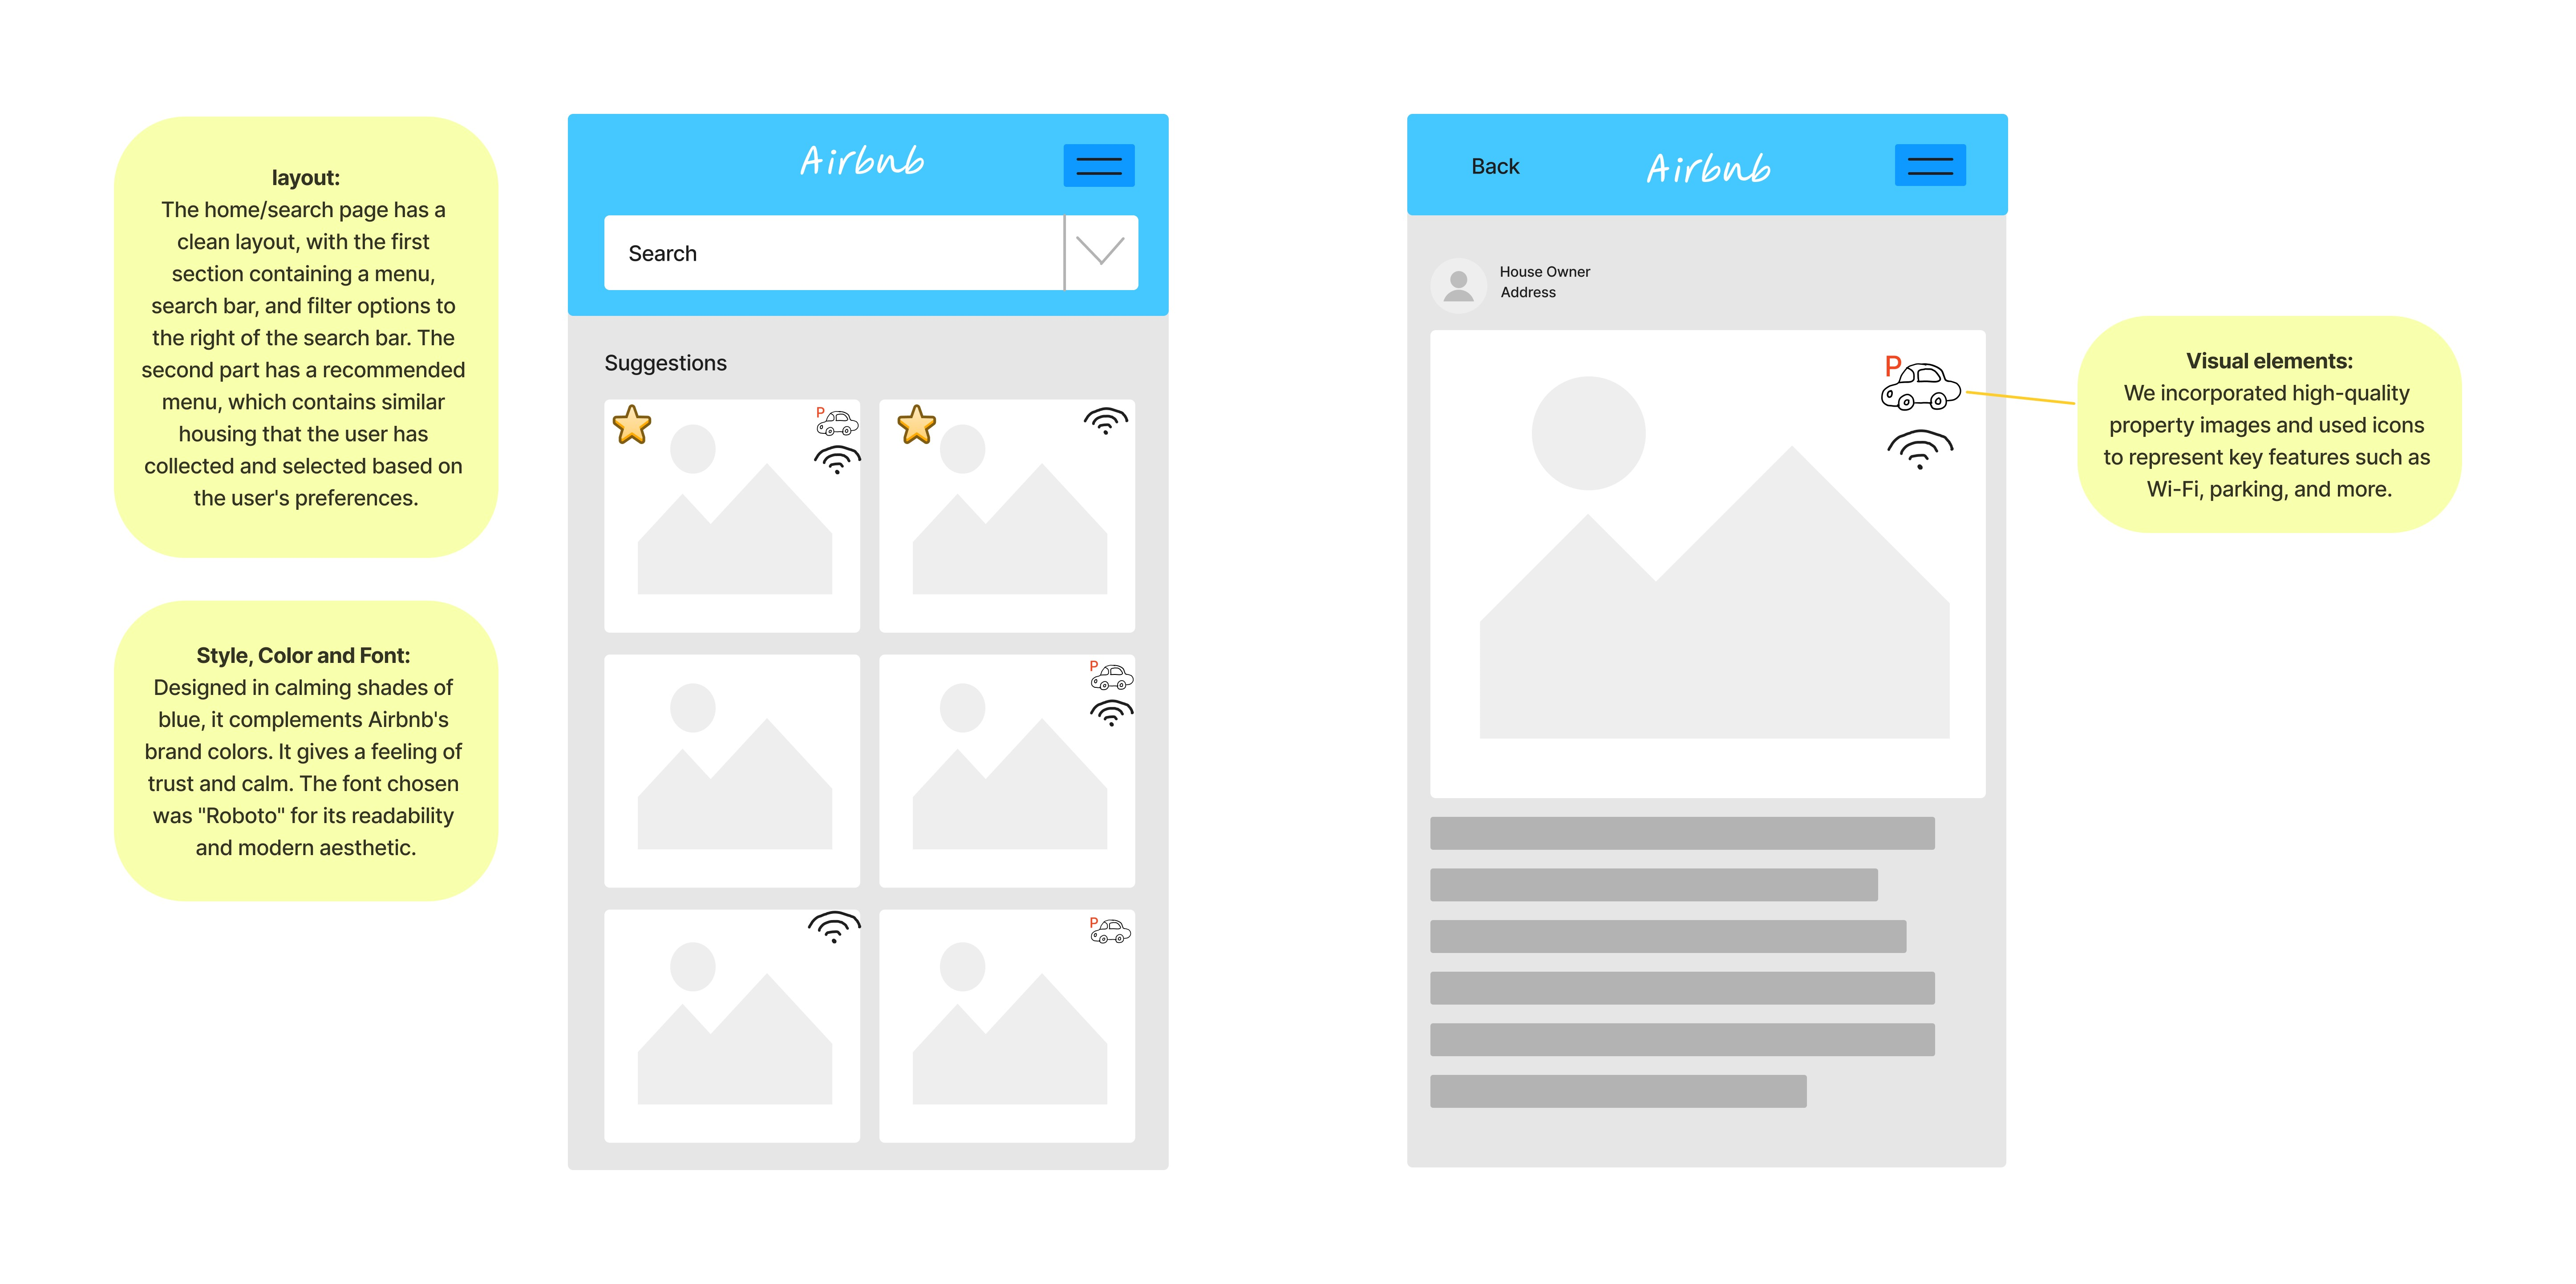 layout:
The home/search page has a
clean layout, with the first
section containing a menu,
search bar, and filter options to
the right of the search bar. The
second part has a recommended
menu, which contains similar
housing that the user has
collected and selected based on
the user's preferences.
Style, Color and Font:
Designed in calming shades of
blue, it complements Airbnb's
brand colors. It gives a feeling of
trust and calm. The font chosen
was "Roboto" for its readability
and modern aesthetic.
Airbnb
Search
Suggestions
P
P
P
Back
Airbnb
House Owner
Address
P
Visual elements:
We incorporated high-quality
property images and used icons
to represent key features such as
Wi-Fi, parking, and more.